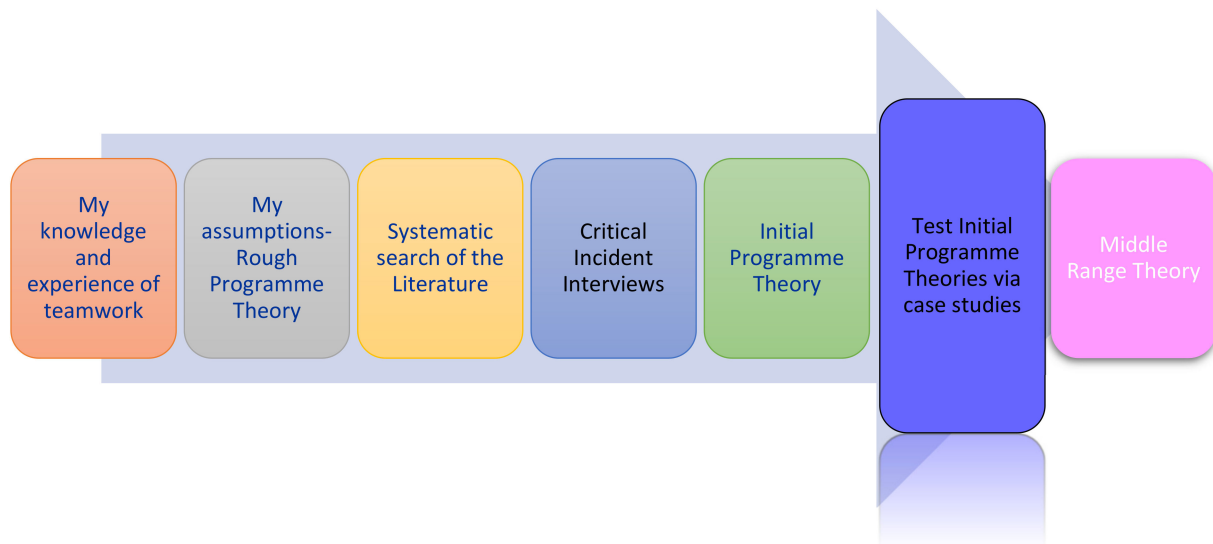 My
knowledge
and
experience of
teamwork
My
assumptions-
Rough
Programme
Theory
Systematic
search of the
Literature
Critical
Incident
Interviews
Initial
Programme
Theory
Test Initial
Programme
Theories via
case studies
Middle
Range Theory